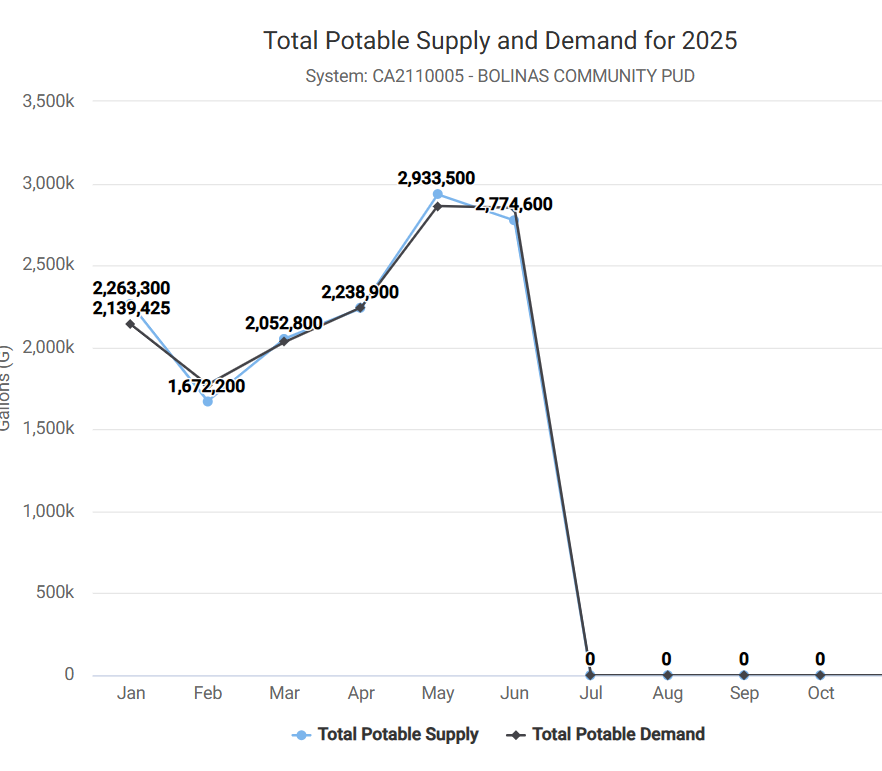 Total Potable Supply and Demand for 2025
System: CA2110005 - BOLINAS COMMUNITY PUD
Gallons (G)
3,500k
3,000k
2,500k
2,000k
1,500k
1,000k
500k
0
2,263,300
2,139,425
1,672,200
2,052,800
2,238,900
2,933,500
2,774,600
0
0
0
0
Jan Feb Mar Apr May Jun Jul Aug Sep Oct
Total Potable Supply Total Potable Demand